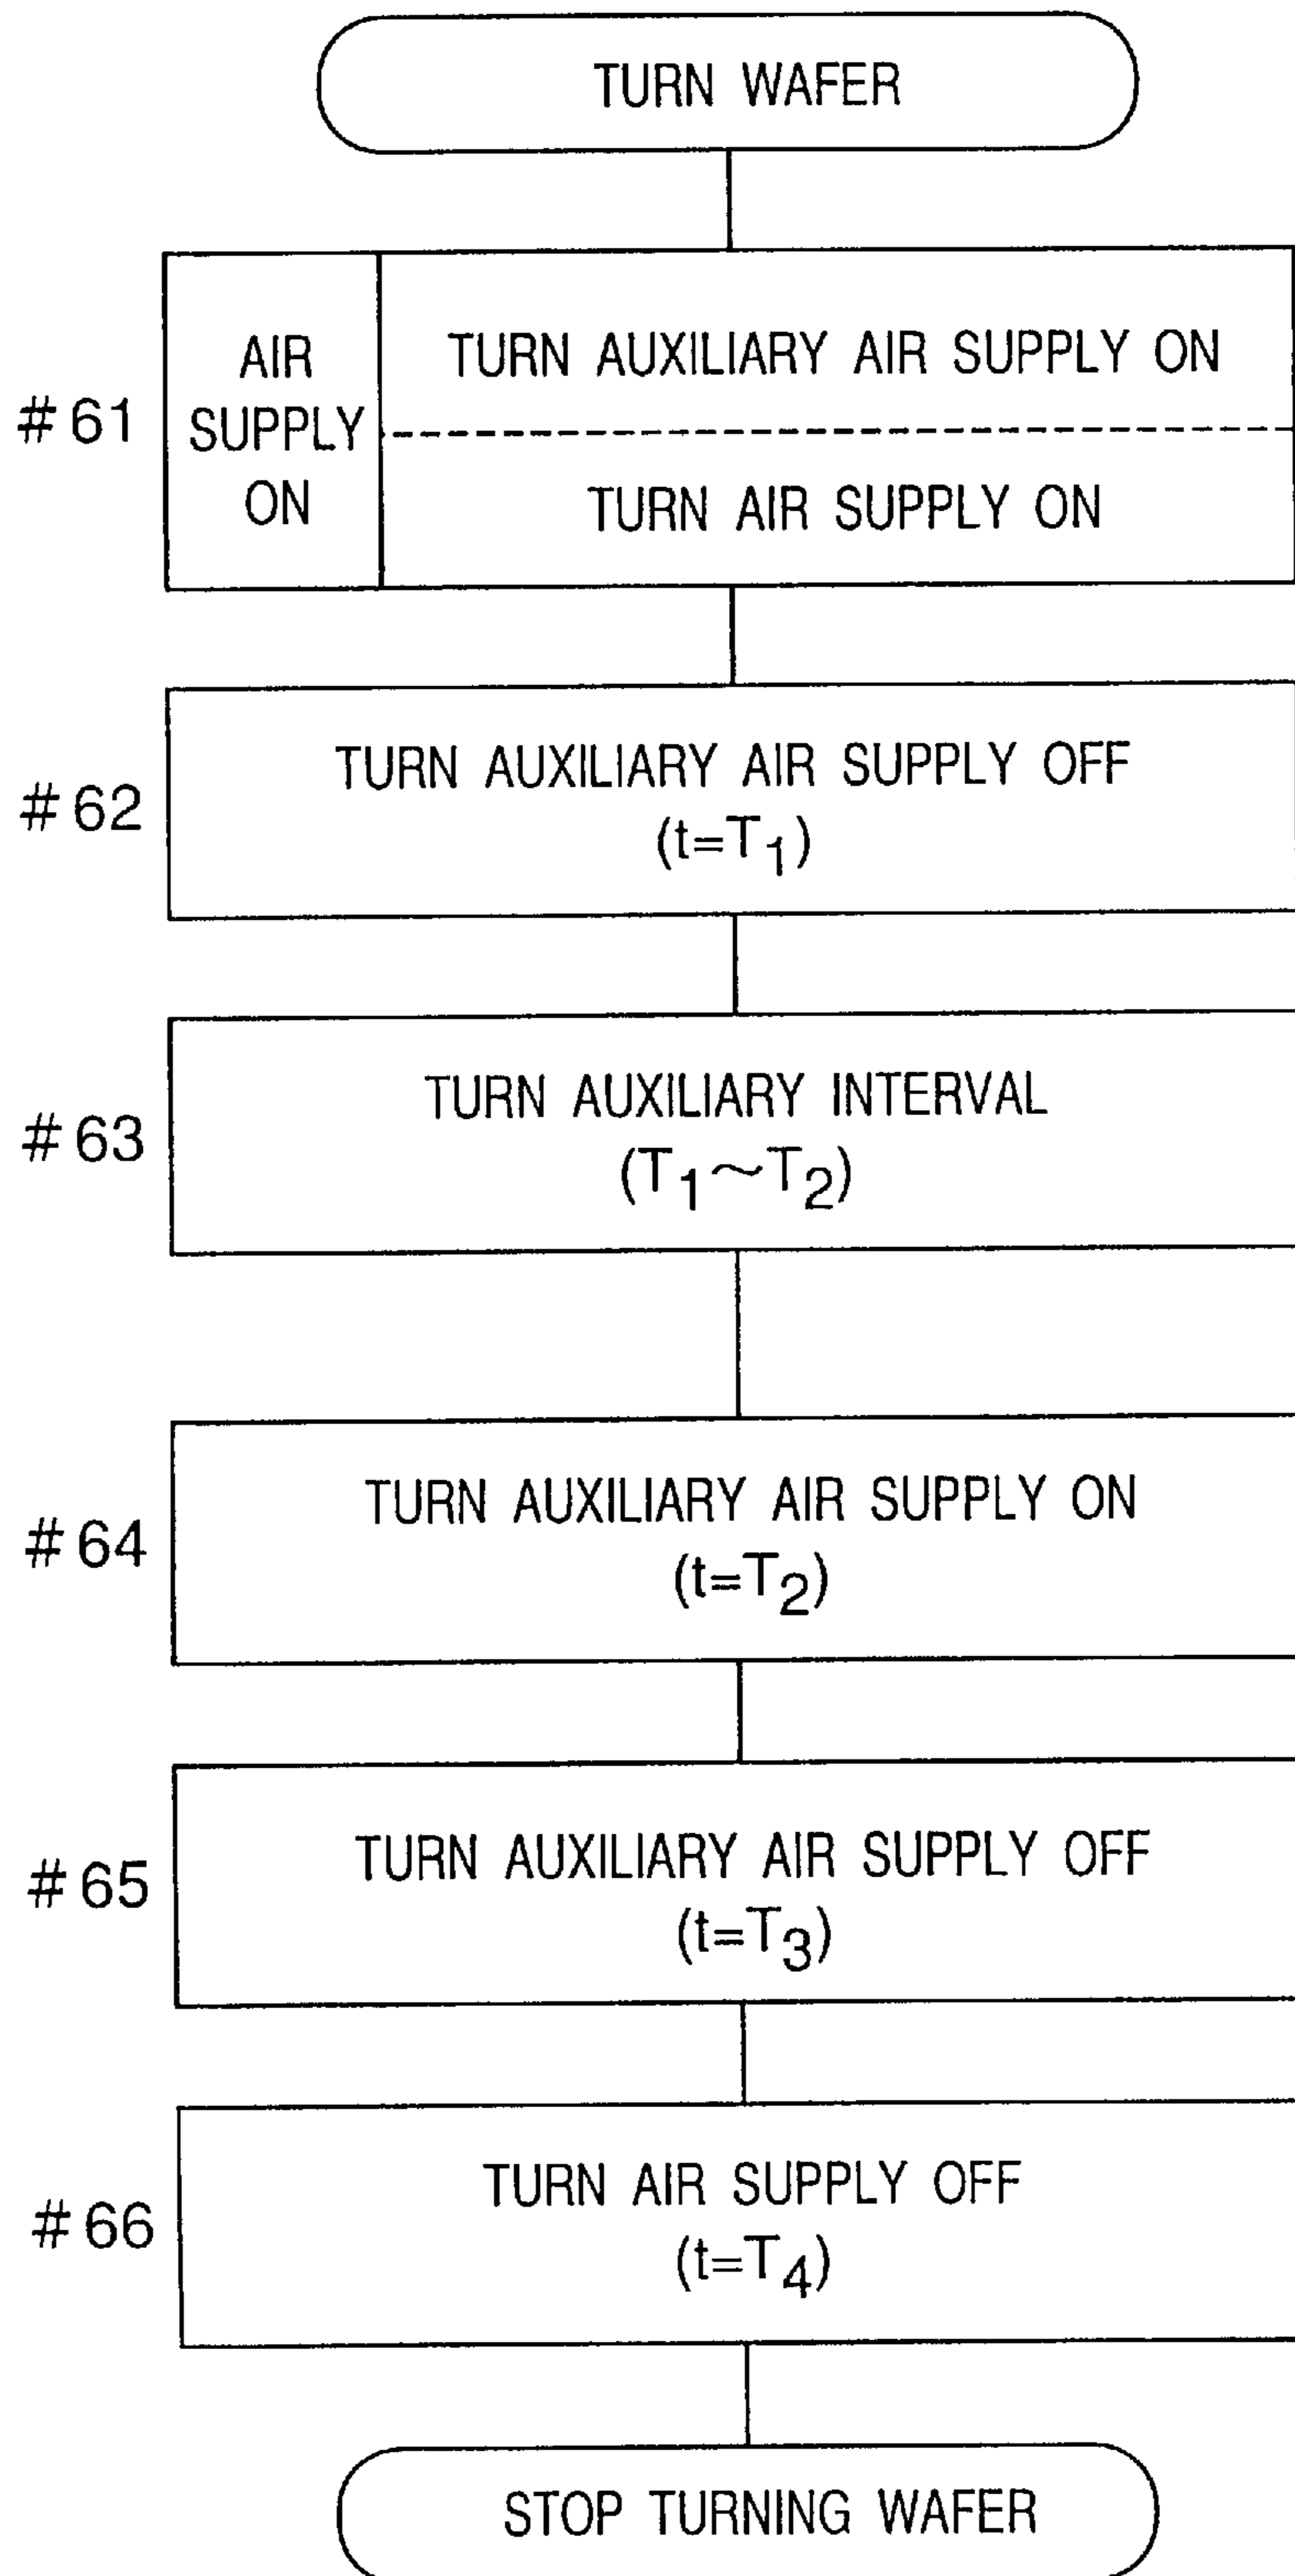 TURN WAFER
#61
AIR
SUPPLY
ON
TURN AUXILIARY AIR SUPPLY ON
TURN AIR SUPPLY ON
#62
TURN AUXILIARY AIR SUPPLY OFF
(t=T1)
#63
TURN AUXILIARY INTERVAL
(T1~T2)
#64
TURN AUXILIARY AIR SUPPLY ON
(t=T2)
#65
TURN AUXILIARY AIR SUPPLY OFF
(t=T3)
#66
TURN AIR SUPPLY OFF
(t=T4)
STOP TURNING WAFER